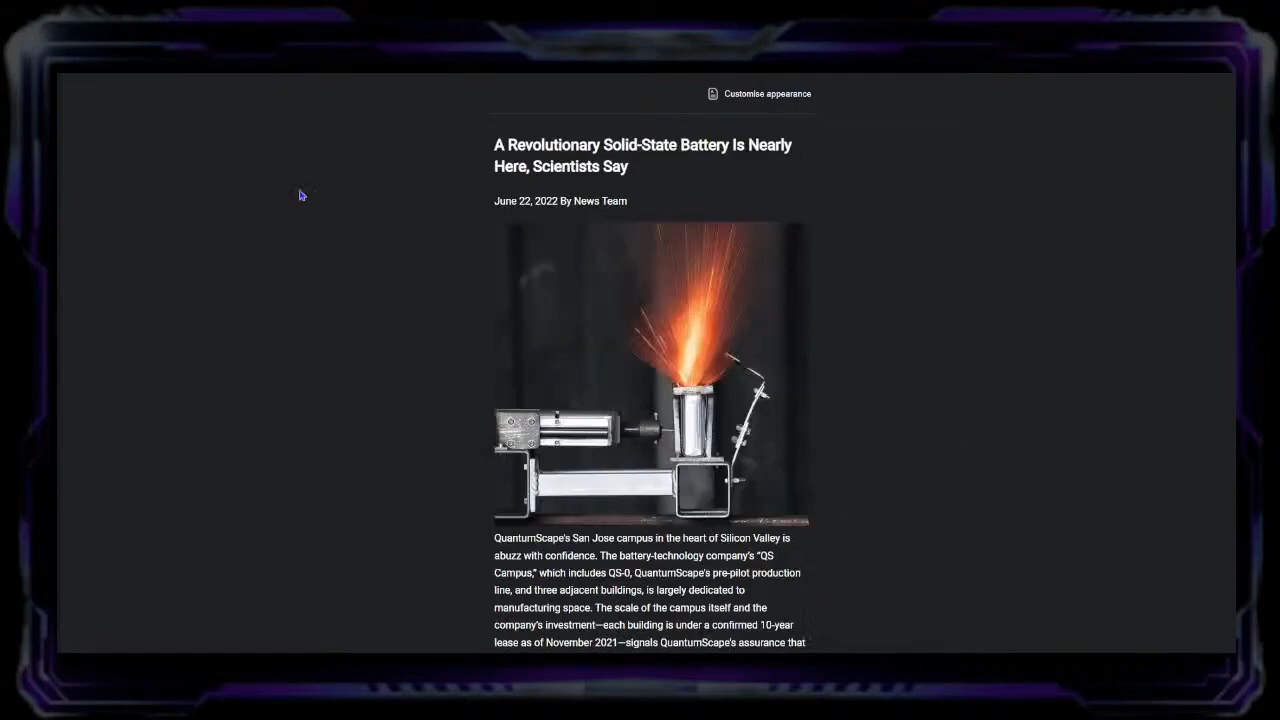 Customise appearance
A Revolutionary Solid-State Battery Is Nearly
Here, Scientists Say
June 22, 2022 By News Team
QuantumScape's San Jose campus in the heart of Silicon Valley is
abuzz with confidence. The battery-technology company's "QS
Campus," which includes QS-0, QuantumScape's pre-pilot production
line, and three adjacent buildings, is largely dedicated to
manufacturing space. The scale of the campus itself and the
company's investment—each building is under a confirmed 10-year
lease as of November 2021—signals QuantumScape's assurance that